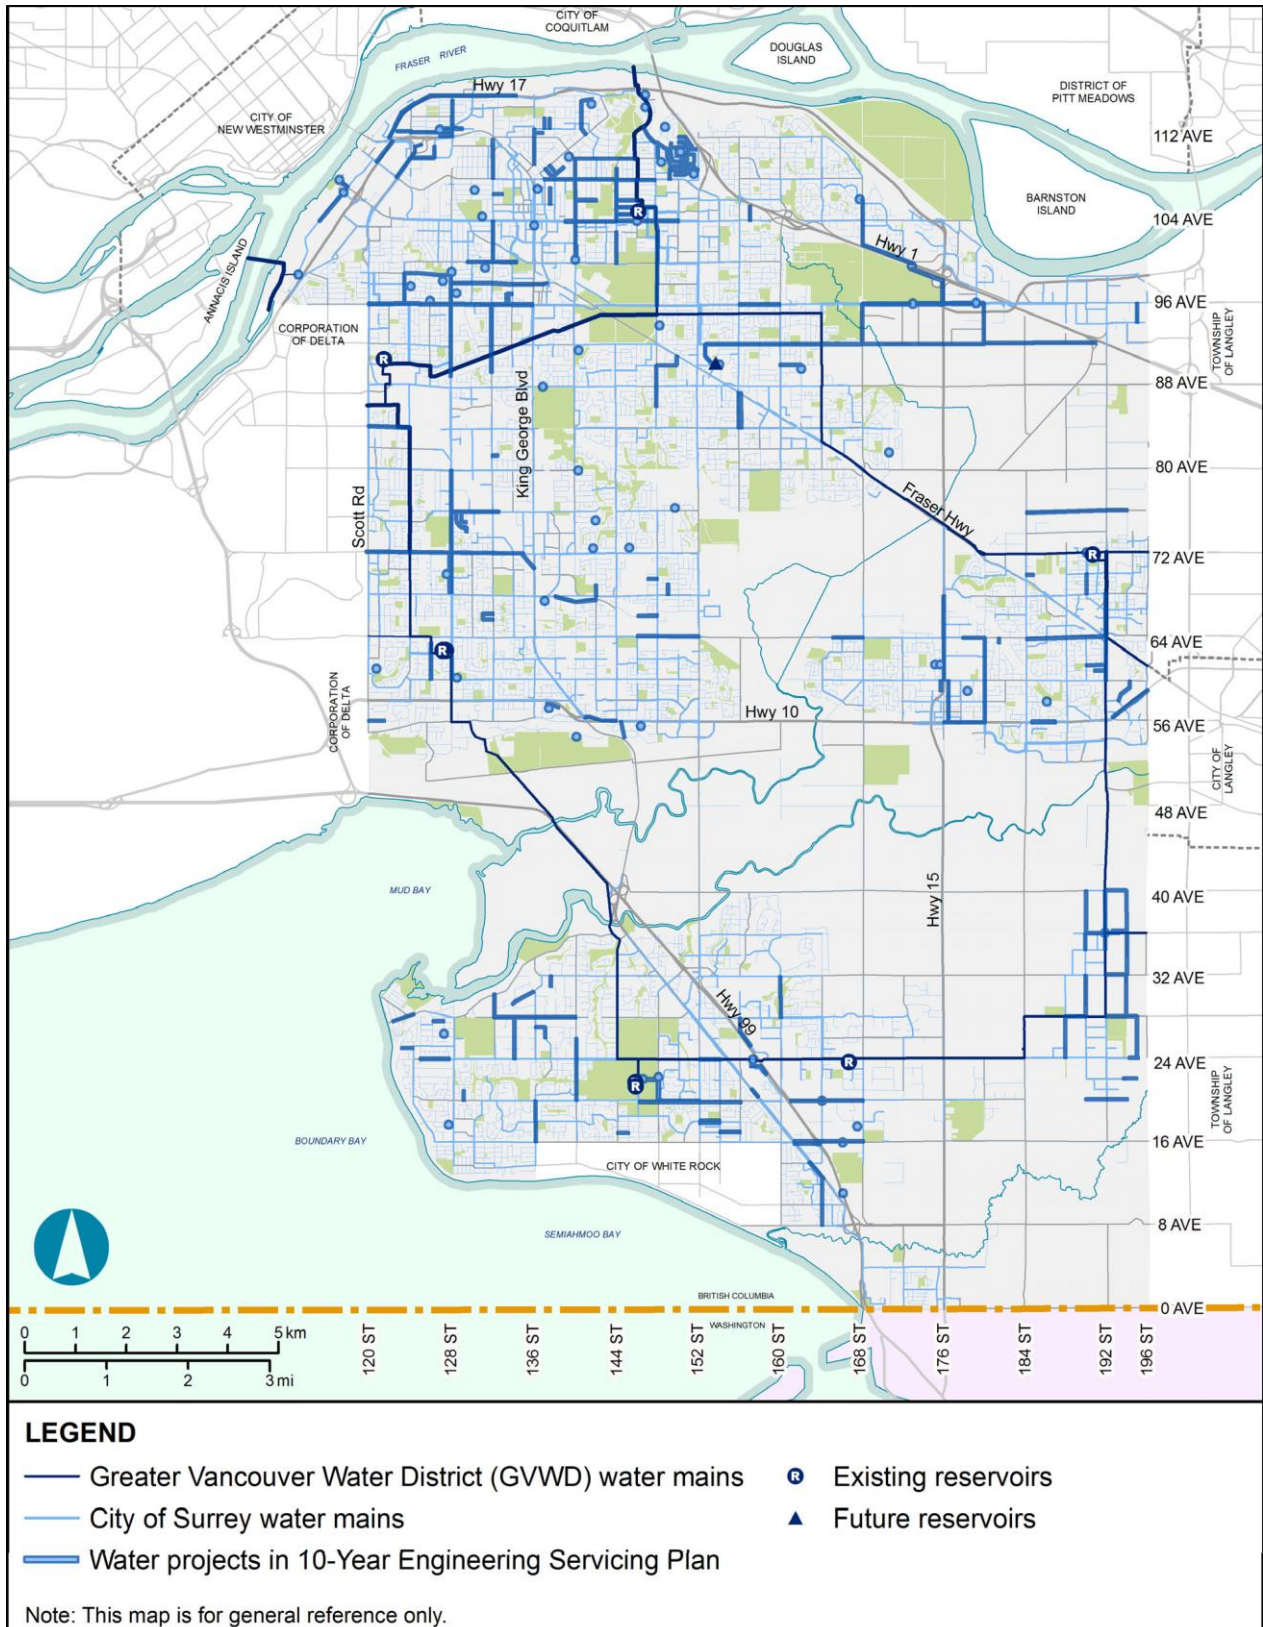 CITY OF
COQUITLAM
DOUGLAS
ISLAND
FRASER RIVER
Hwy 17
DISTRICT OF
PITT MEADOWS
CITY OF
NEW WESTMINSTER
112 AVE
BARNSTON
ISLAND
104 AVE
R
Hwy 1
ANNACIS ISLAND
96 AVE
CORPORATION
OF DELTA
TOWNSHIP
OF LANGLEY
R
88 AVE
King George Blvd
80 AVE
Scott Rd
Fraser Hwy
R
72 AVE
64 AVE
R
CORPORATION
OF DELTA
Hwy 10
56 AVE
CITY OF
LANGLEY
48 AVE
MUD BAY
Hwy 15
40 AVE
32 AVE
Hwy 99
R
24 AVE
R
TOWNSHIP
OF LANGLEY
BOUNDARY BAY
16 AVE
CITY OF WHITE ROCK
8 AVE
SEMIAHMOO BAY
BRITISH COLUMBIA
0 AVE
WASHINGTON
0 1 2 3 4 5 km
0 1 2 3 mi
120 ST
128 ST
136 ST
144 ST
152 ST
160 ST
168 ST
176 ST
184 ST
192 ST
196 ST
LEGEND
Greater Vancouver Water District (GVWD) water mains
R Existing reservoirs
City of Surrey water mains
Future reservoirs
Water projects in 10-Year Engineering Servicing Plan
Note: This map is for general reference only.